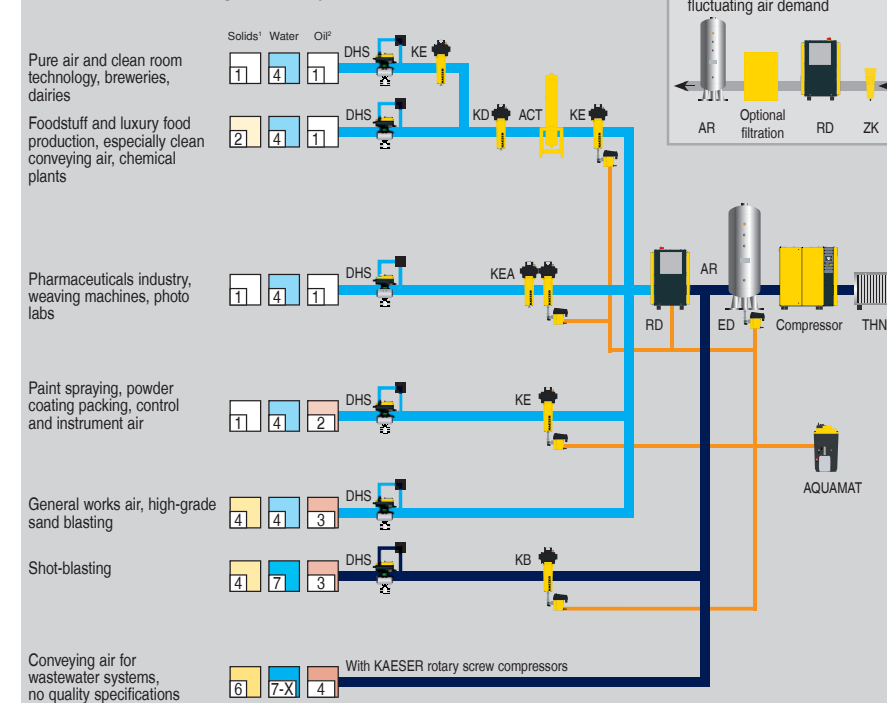 fluctuating air demand
AR
Optional
filtration
RD
ZK
Solids¹ Water Oil²
Pure air and clean room
technology, breweries,
dairies
1 4 1
DHS
KE
Foodstuff and luxury food
production, especially clean
conveying air, chemical
plants
2 4 1
DHS
KD
ACT
KE
Pharmaceuticals industry,
weaving machines, photo
labs
1 4 1
DHS
KEA
RD
AR
ED
Compressor
THN
Paint spraying, powder
coating packing, control
and instrument air
1 4 2
DHS
KE
AQUAMAT
General works air, high-grade
sand blasting
4 4 3
DHS
Shot-blasting
4 7 3
DHS
KB
Conveying air for
wastewater systems,
no quality specifications
6 7-X 4
With KAESER rotary screw compressors